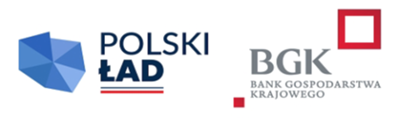 POLSKI
ŁAD
BGK
BANK GOSPODARSTWA
KRAJOWEGO